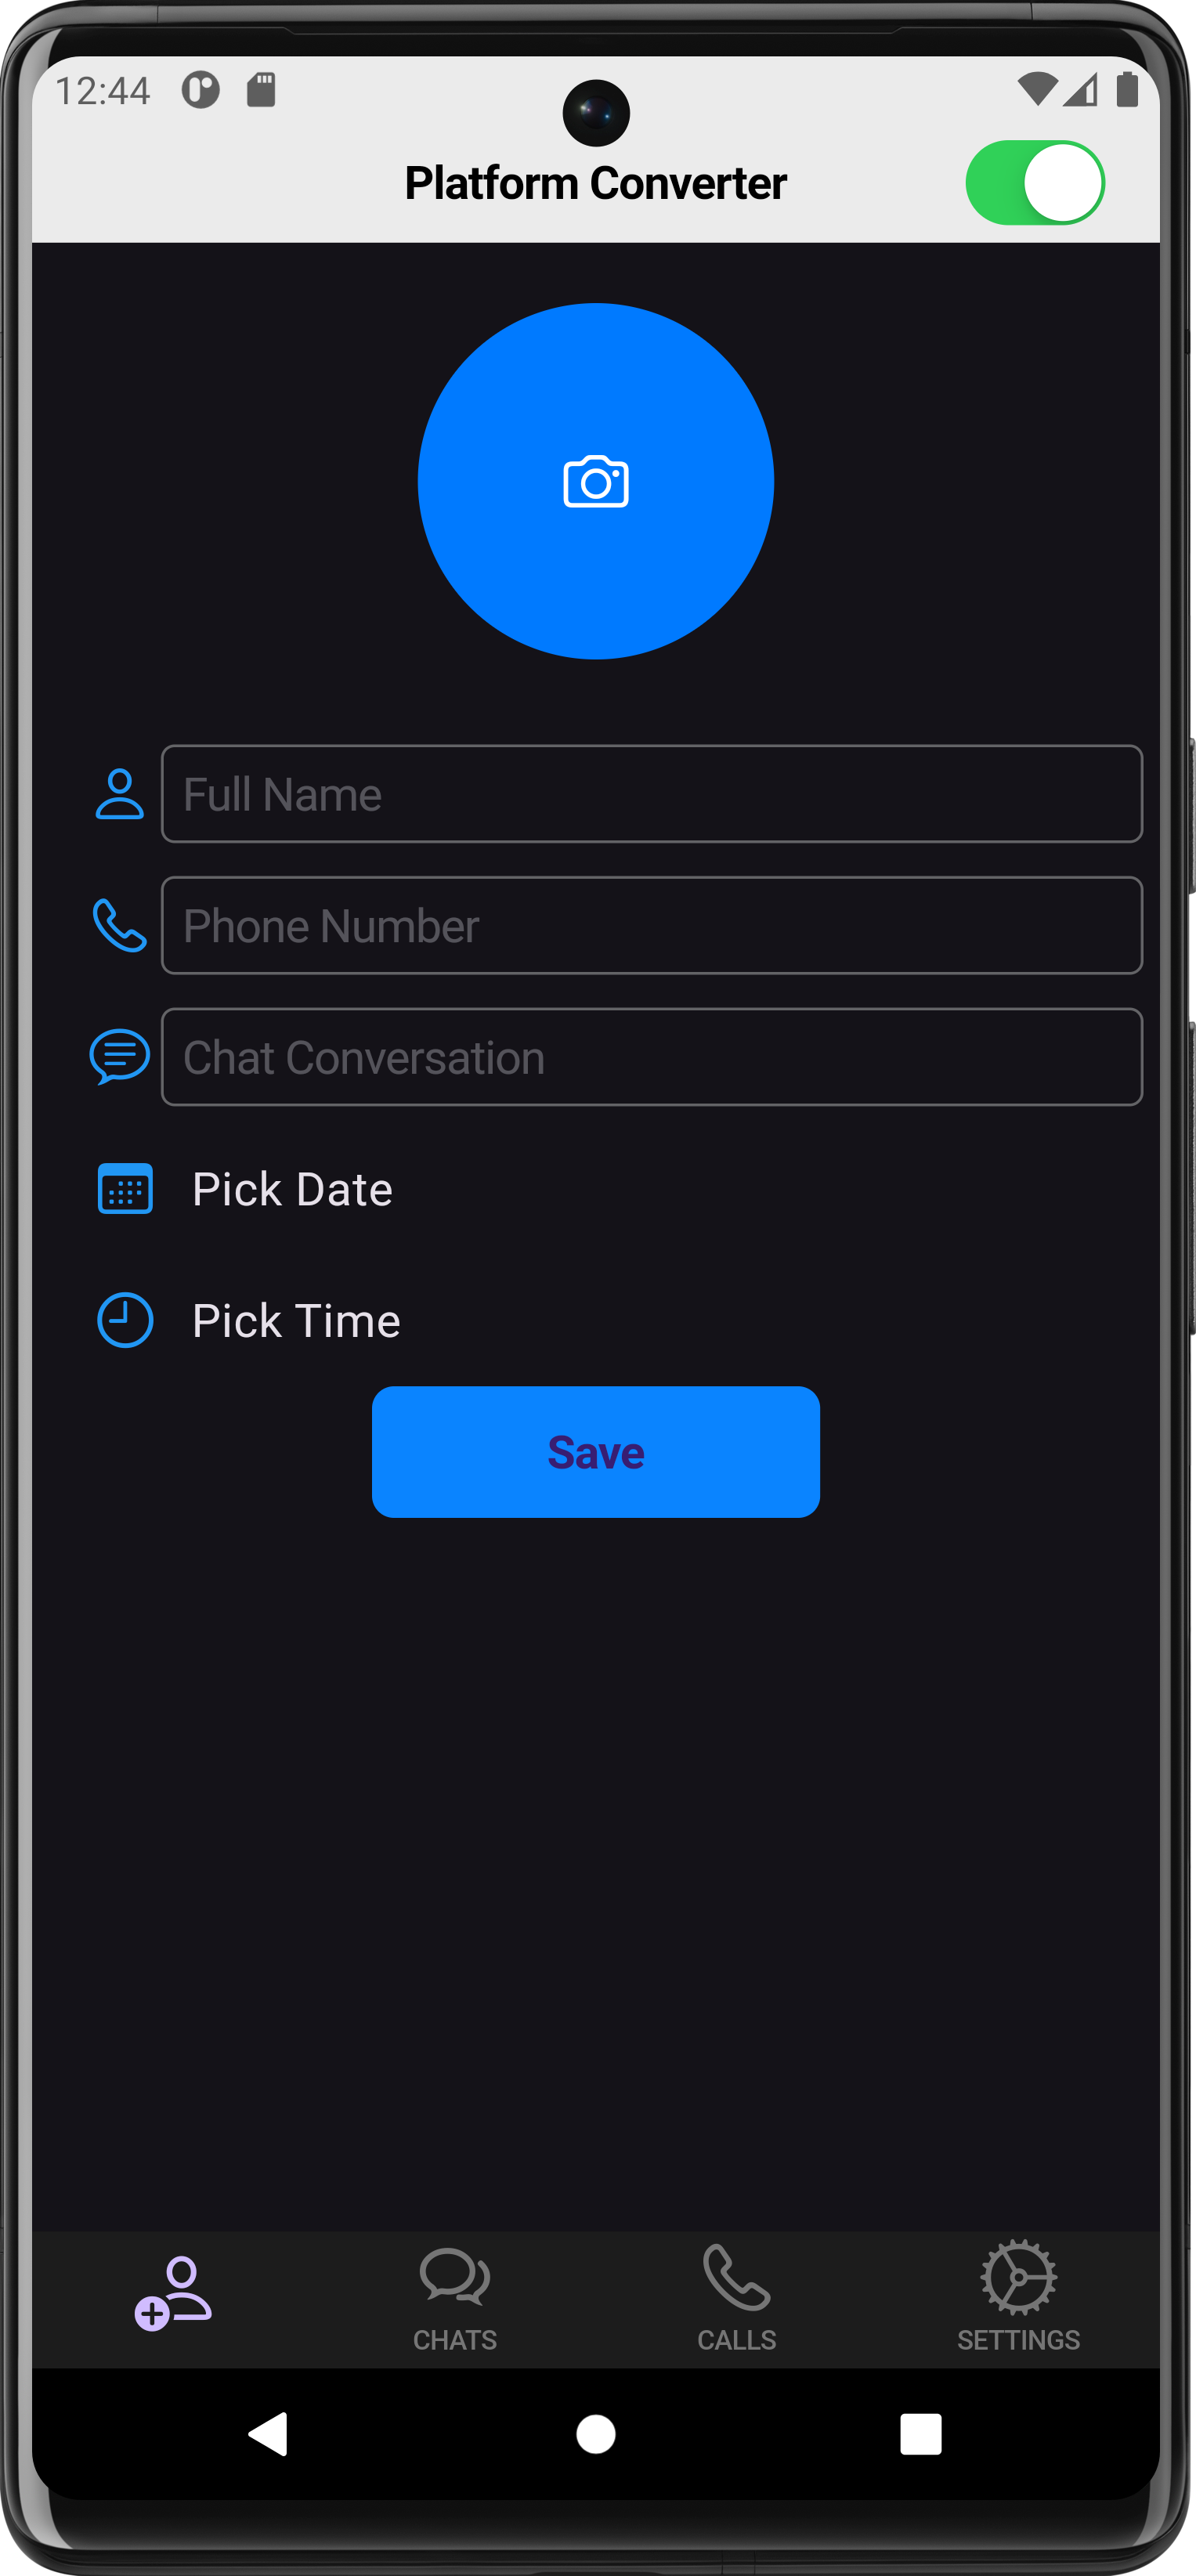 12:44
Platform Converter
Full Name
Phone Number
Chat Conversation
Pick Date
Pick Time
Save
CHATS
CALLS
SETTINGS